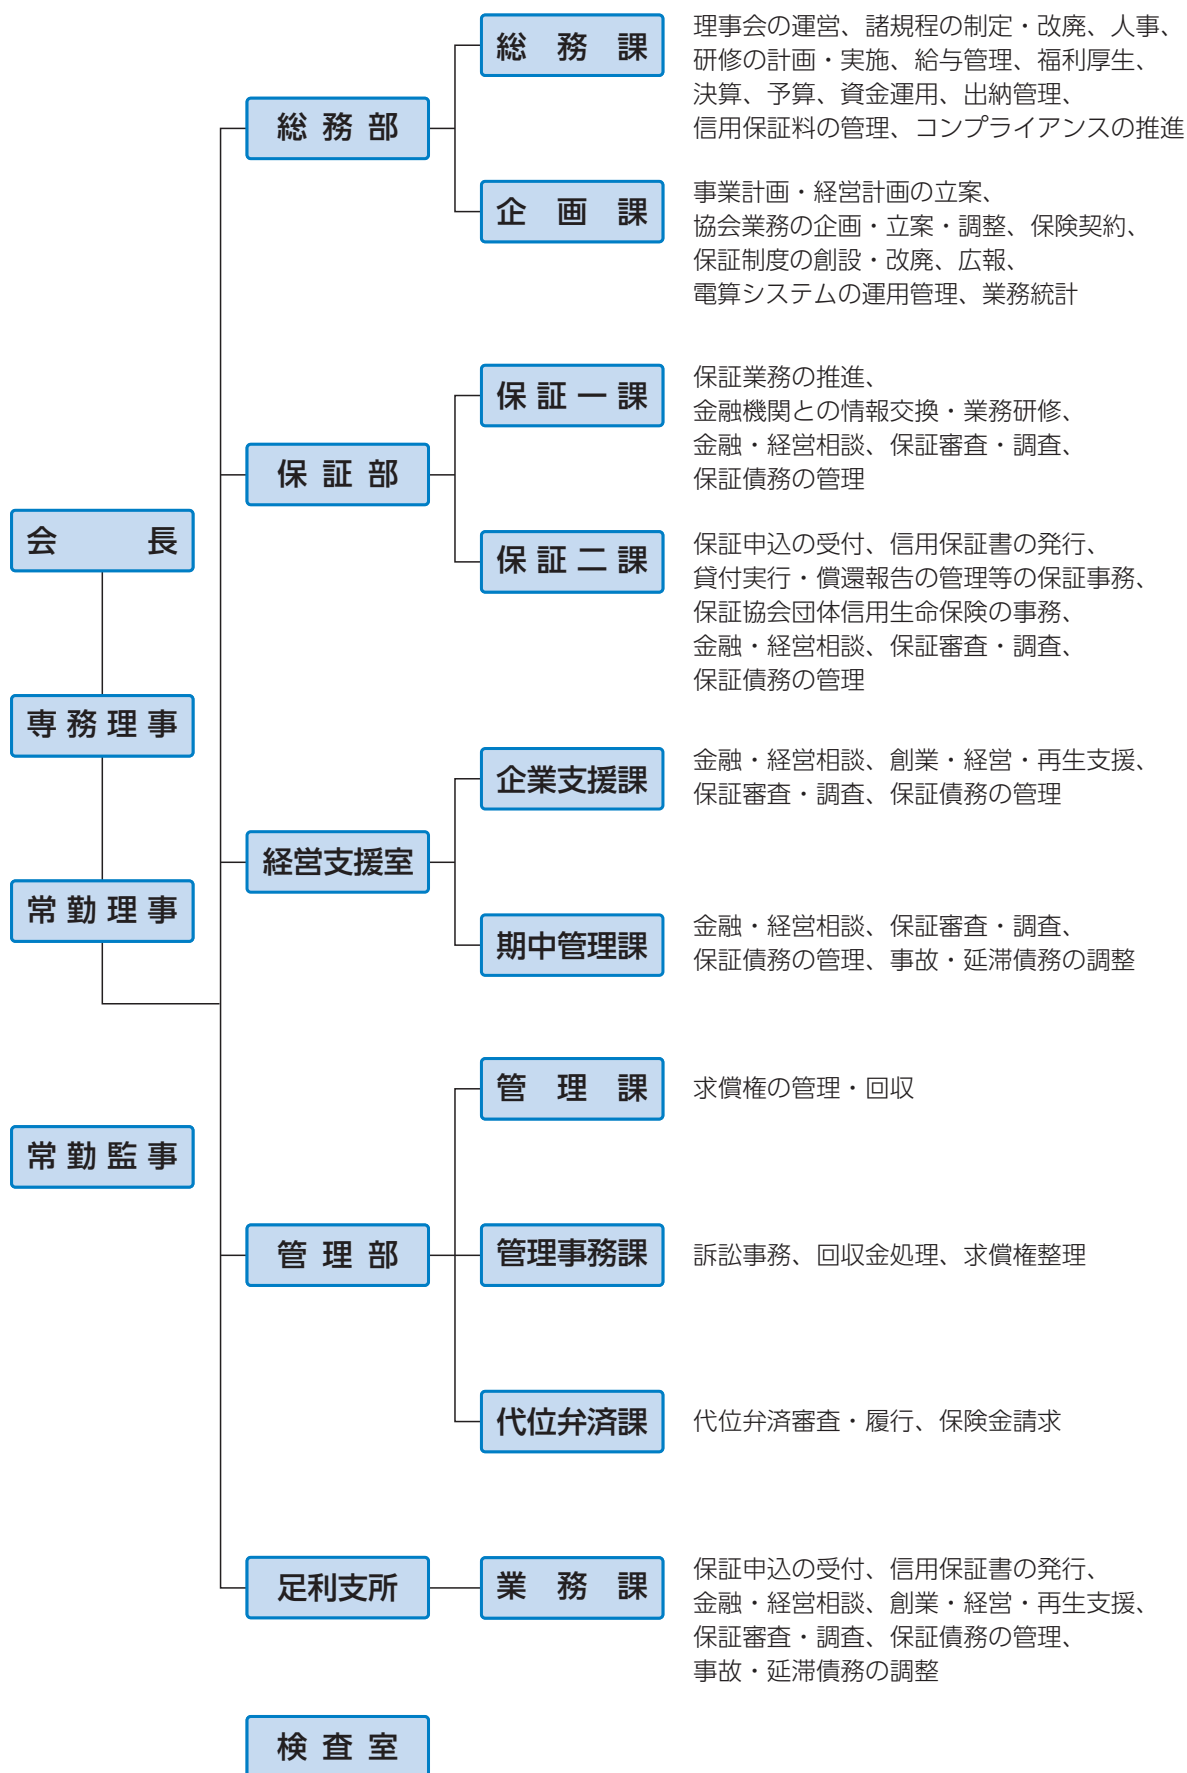 会長
専務理事
常勤理事
常勤監事
総務部
総務課
理事会の運営、諸規程の制定・改廃、人事、
研修の計画・実施、給与管理、福利厚生、
決算、予算、資金運用、出納管理、
信用保証料の管理、コンプライアンスの推進
企画課
事業計画・経営計画の立案、
協会業務の企画・立案・調整、保険契約、
保証制度の創設・改廃、広報、
電算システムの運用管理、業務統計
保証部
保証一課
保証業務の推進、
金融機関との情報交換・業務研修、
金融・経営相談、保証審査・調査、
保証債務の管理
保証二課
保証申込の受付、信用保証書の発行、
貸付実行・償還報告の管理等の保証事務、
保証協会団体信用生命保険の事務、
金融・経営相談、保証審査・調査、
保証債務の管理
経営支援室
企業支援課
金融・経営相談、創業・経営・再生支援、
保証審査・調査、保証債務の管理
期中管理課
金融・経営相談、保証審査・調査、
保証債務の管理、事故・延滞債務の調整
管理部
管理課
求償権の管理・回収
管理事務課
訴訟事務、回収金処理、求償権整理
代位弁済課
代位弁済審査・履行、保険金請求
足利支所
業務課
保証申込の受付、信用保証書の発行、
金融・経営相談、創業・経営・再生支援、
保証審査・調査、保証債務の管理、
事故・延滞債務の調整
検査室